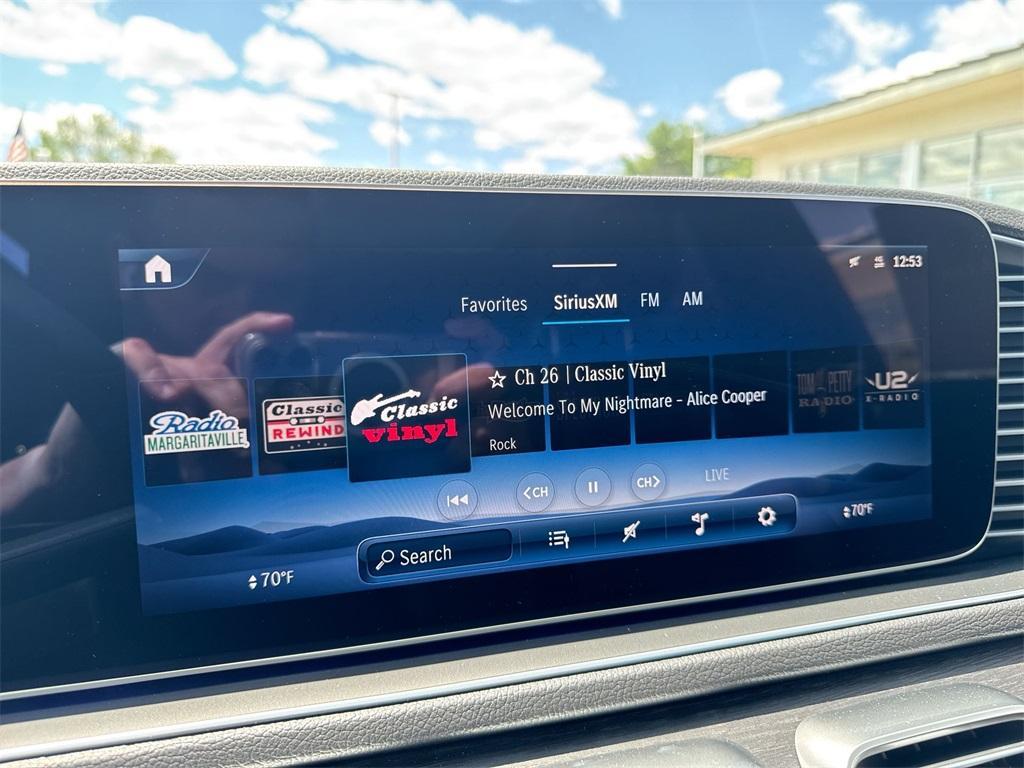 12:53
Favorites SiriusXM FM AM
Ch 26 | Classic Vinyl
Welcome To My Nightmare - Alice Cooper
Rock
Radio
MARGARITAVILLE
Classic
REWIND
Classic
vinyl
TOM PETTY
RADIO
U2
X-RADIO
<CH
CH>
LIVE
Search
70°F
70°F